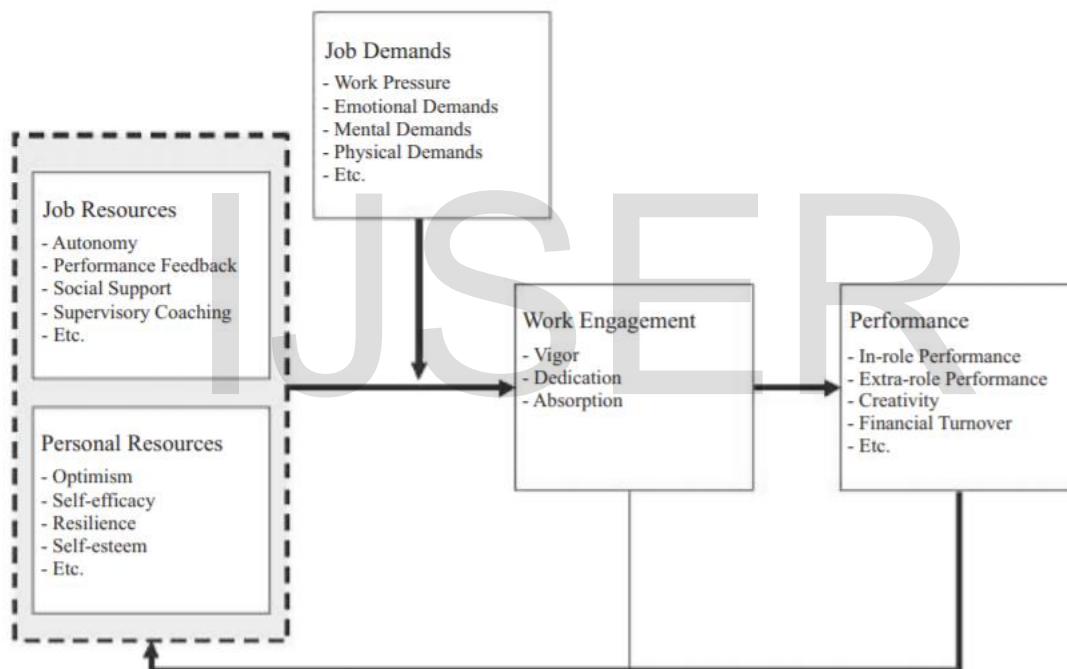 Job Demands
- Work Pressure
- Emotional Demands
- Mental Demands
- Physical Demands
- Etc.
Job Resources
- Autonomy
- Performance Feedback
- Social Support
- Supervisory Coaching
- Etc.
Personal Resources
- Optimism
- Self-efficacy
- Resilience
- Self-esteem
- Etc.
Work Engagement
- Vigor
- Dedication
- Absorption
Performance
- In-role Performance
- Extra-role Performance
- Creativity
- Financial Turnover
- Etc.
IJSER